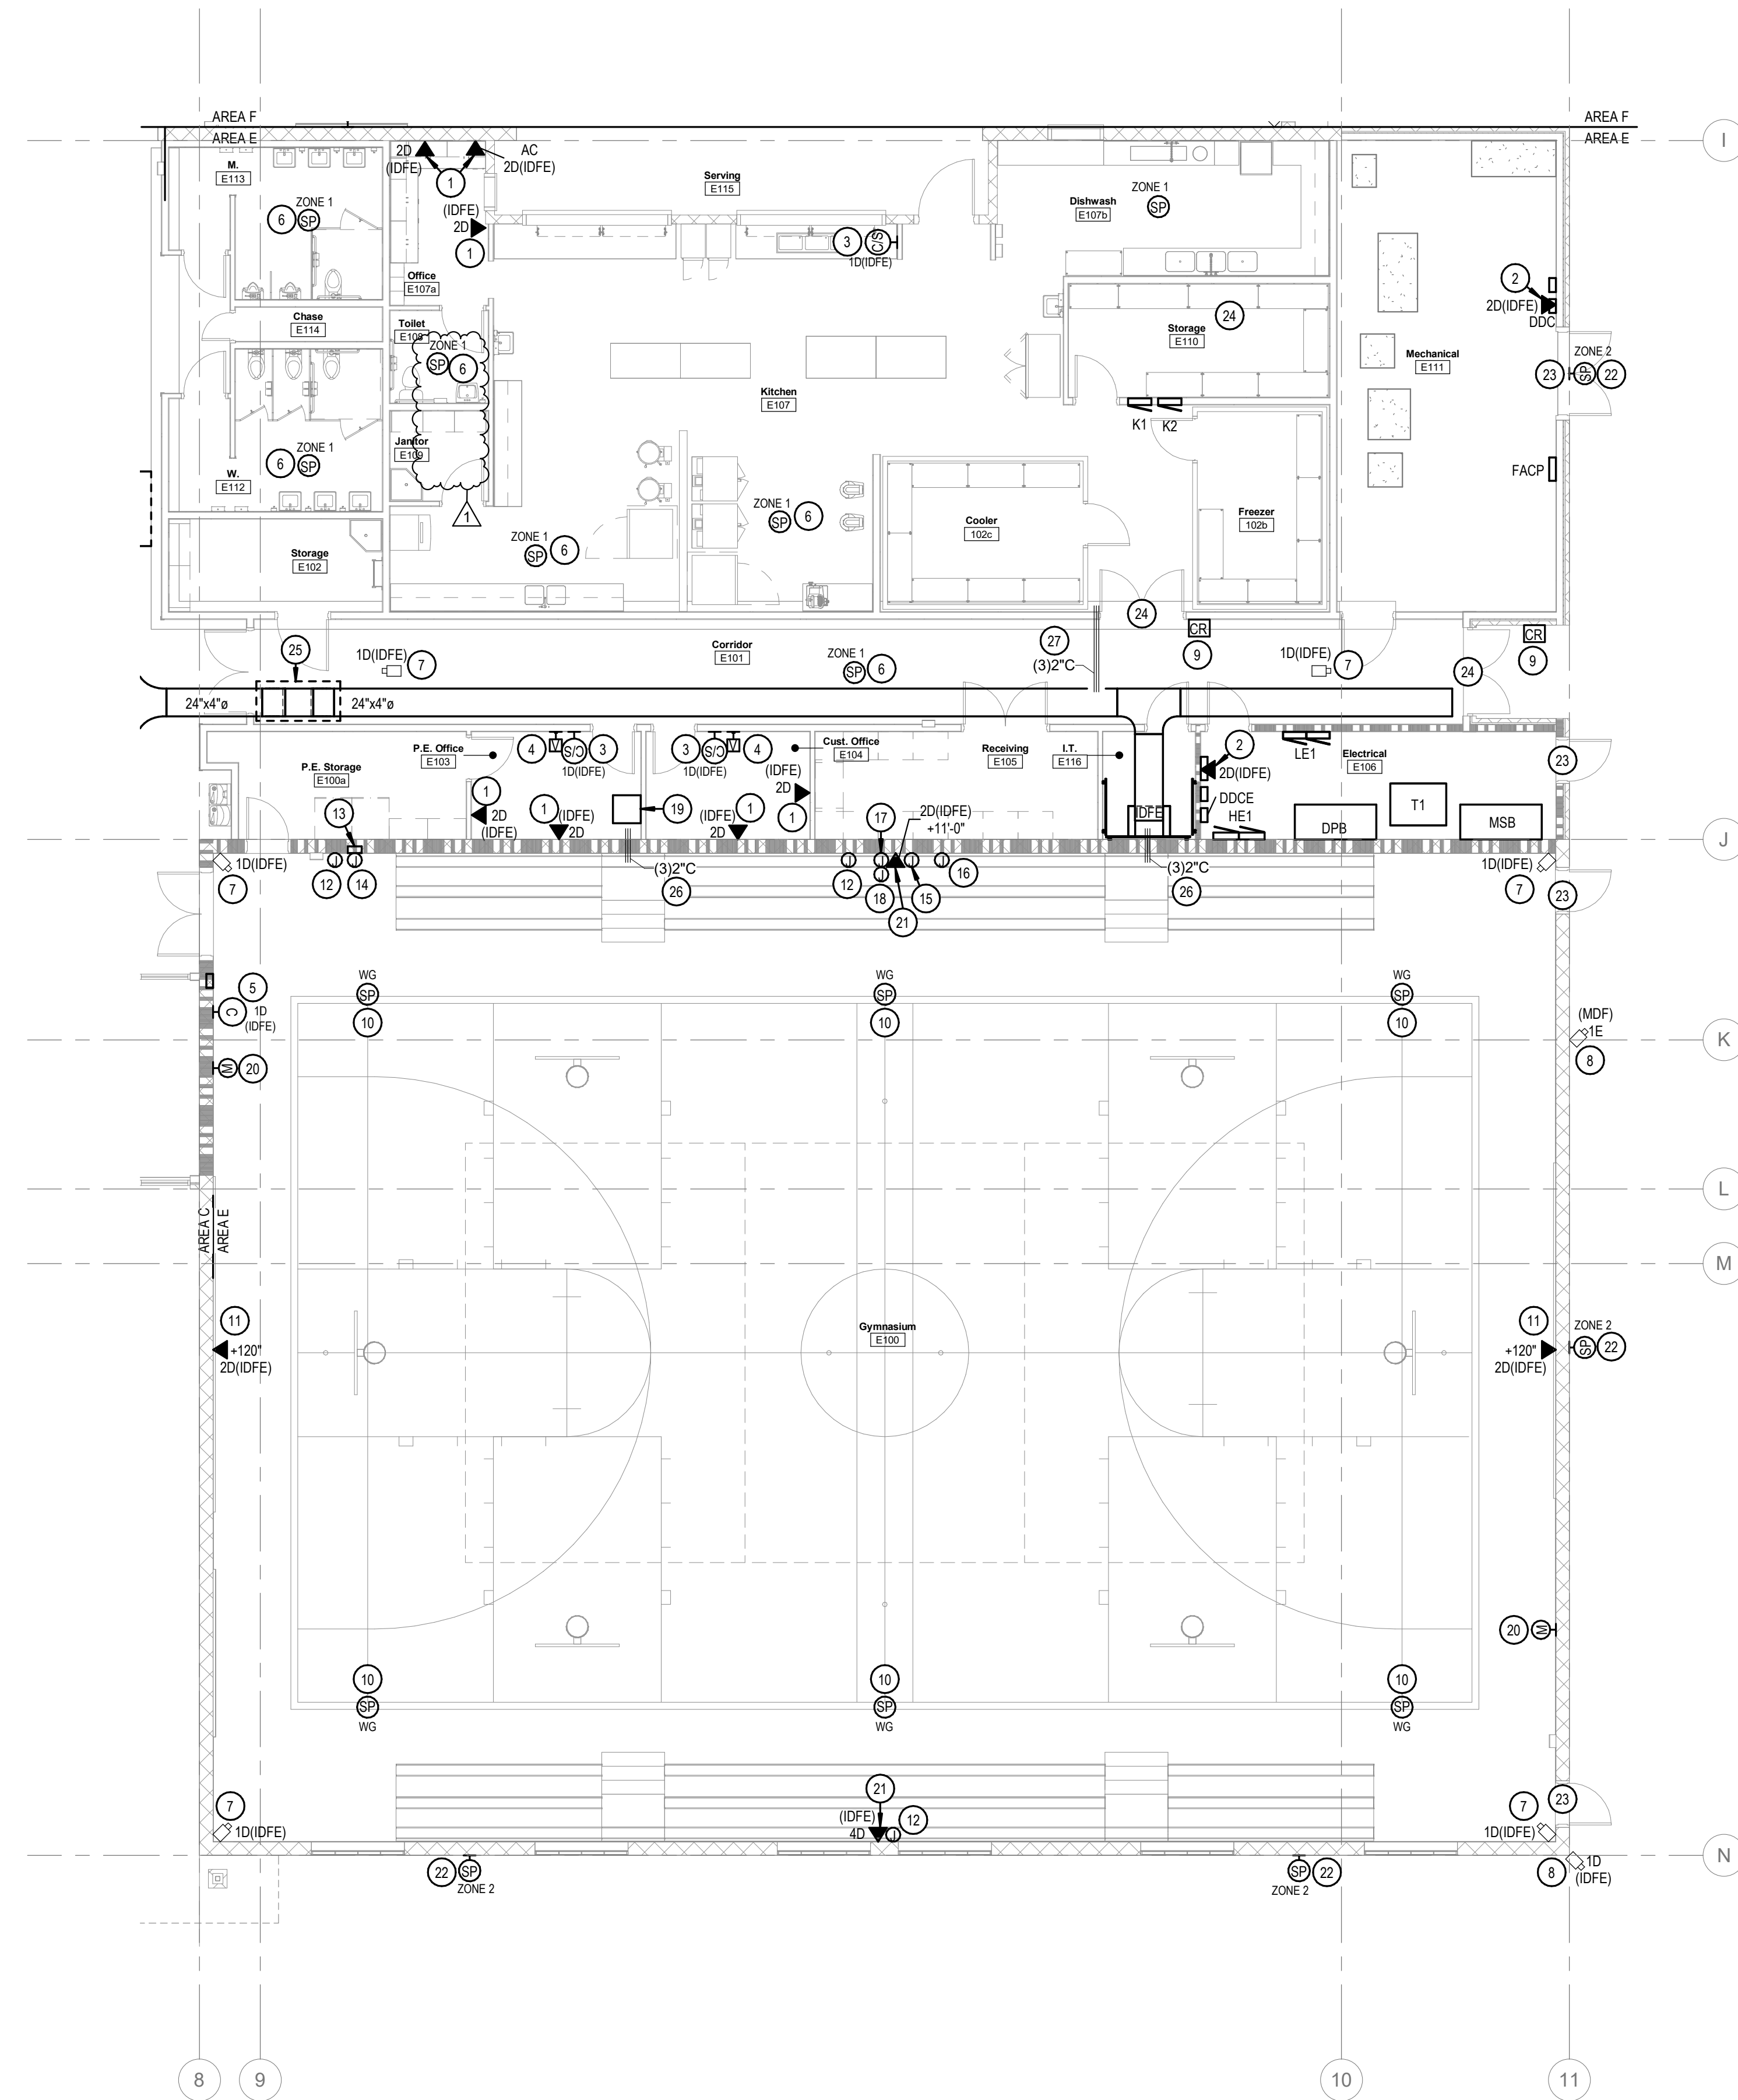 AREA F
AREA E
AREA F
AREA E
I
M.
E113
ZONE 1
6
SP
2D
(IDFE)
1
AC
2D(IDFE)
(IDFE)
2D
1
Serving
E115
3
C/S
1D(IDFE)
Dishwash
E107b
ZONE 1
SP
Office
E107a
2
2D(IDFE)
DDC
Chase
E114
Toilet
E108
ZONE 1
SP
6
24
Storage
E110
Mechanical
E111
23
ZONE 2
SP
22
Kitchen
E107
K1
K2
Janitor
E109
1
ZONE 1
6
SP
W.
E112
FACP
ZONE 1
SP
6
ZONE 1
SP
6
Cooler
102c
Freezer
102b
Storage
E102
25
1D(IDFE)
7
Corridor
E101
ZONE 1
SP
6
27
(3)2"C
24
CR
9
1D(IDFE)
7
24
CR
9
24"x4"ø
24"x4"ø
P.E. Storage
E100a
P.E. Office
E103
4
C/S
3
1D(IDFE)
3
C/S
4
1D(IDFE)
Cust. Office
E104
Receiving
E105
I.T.
E116
2
2D(IDFE)
LE1
Electrical
E106
23
1
2D
(IDFE)
1
(IDFE)
2D
19
(IDFE)
1
2D
(IDFE)
2D
1
13
17
2D(IDFE)
+11'-0"
IDFE
DDCE
HE1
DPB
T1
MSB
J
1D(IDFE)
7
J
J
12
14
(3)2"C
26
J
J
J
J
J
12
18
15
16
21
(3)2"C
26
1D(IDFE)
7
23
5
C
1D
(IDFE)
M
20
WG
SP
10
WG
SP
10
WG
SP
10
(MDF)
1E
8
K
L
AREA C
AREA E
M
11
+120"
2D(IDFE)
Gymnasium
E100
11
+120"
2D(IDFE)
ZONE 2
SP
22
20
M
10
SP
WG
10
SP
WG
10
SP
WG
7
1D(IDFE)
21
(IDFE)
4D
J
12
7
1D(IDFE)
23
22
SP
ZONE 2
SP
22
ZONE 2
8
1D
(IDFE)
N
8
9
10
11